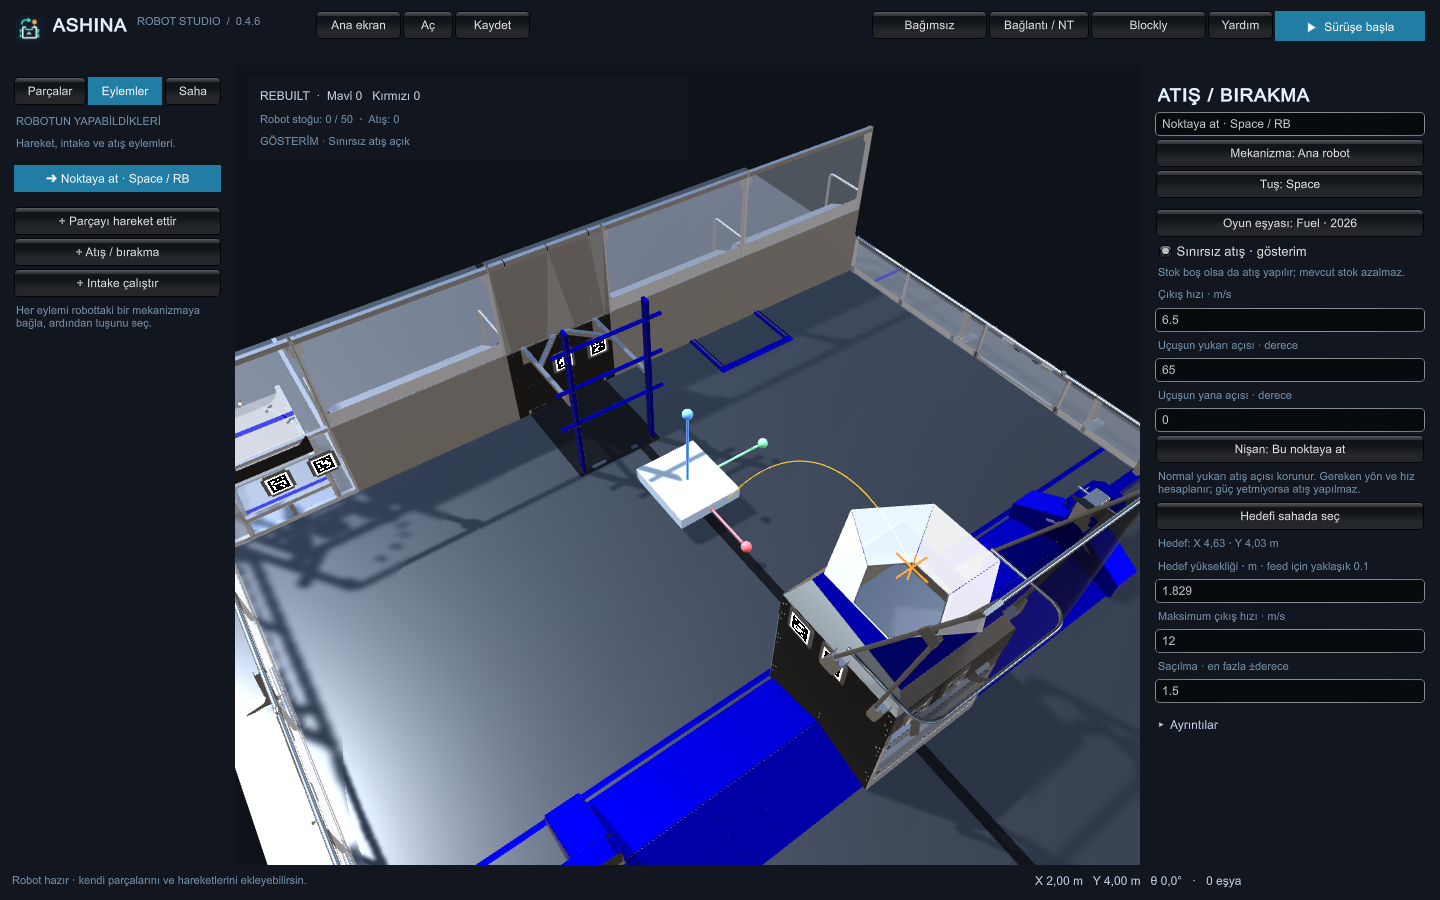 ASHINA ROBOT STUDIO / 0.4.6
Ana ekran
Aç
Kaydet
Bağımsız
Bağlantı / NT
Blockly
Yardım
▶ Sürüşe başla
Parçalar
Eylemler
Saha
ROBOTUN YAPABİLDİKLERİ
Hareket, intake ve atış eylemleri.
➜ Noktaya at · Space / RB
+ Parçayı hareket ettir
+ Atış / bırakma
+ Intake çalıştır
Her eylemi robottaki bir mekanizmaya
bağla, ardından tuşunu seç.
REBUILT · Mavi 0 Kırmızı 0
Robot stoğu: 0 / 50 · Atış: 0
GÖSTERİM · Sınırsız atış açık
ATIŞ / BIRAKMA
Noktaya at · Space / RB
Mekanizma: Ana robot
Tuş: Space
Oyun eşyası: Fuel · 2026
Sınırsız atış · gösterim
Stok boş olsa da atış yapılır; mevcut stok azalmaz.
Çıkış hızı · m/s
6.5
Uçuşun yukarı açısı · derece
65
Uçuşun yana açısı · derece
0
Nişan: Bu noktaya at
Normal yukarı atış açısı korunur. Gereken yön ve hız
hesaplanır; güç yetmiyorsa atış yapılmaz.
Hedefi sahada seç
Hedef: X 4,63 · Y 4,03 m
Hedef yüksekliği · m · feed için yaklaşık 0.1
1.829
Maksimum çıkış hızı · m/s
12
Saçılma · en fazla ±derece
1.5
▸ Ayrıntılar
Robot hazır · kendi parçalarını ve hareketlerini ekleyebilirsin.
X 2,00 m Y 4,00 m θ 0,0° · 0 eşya